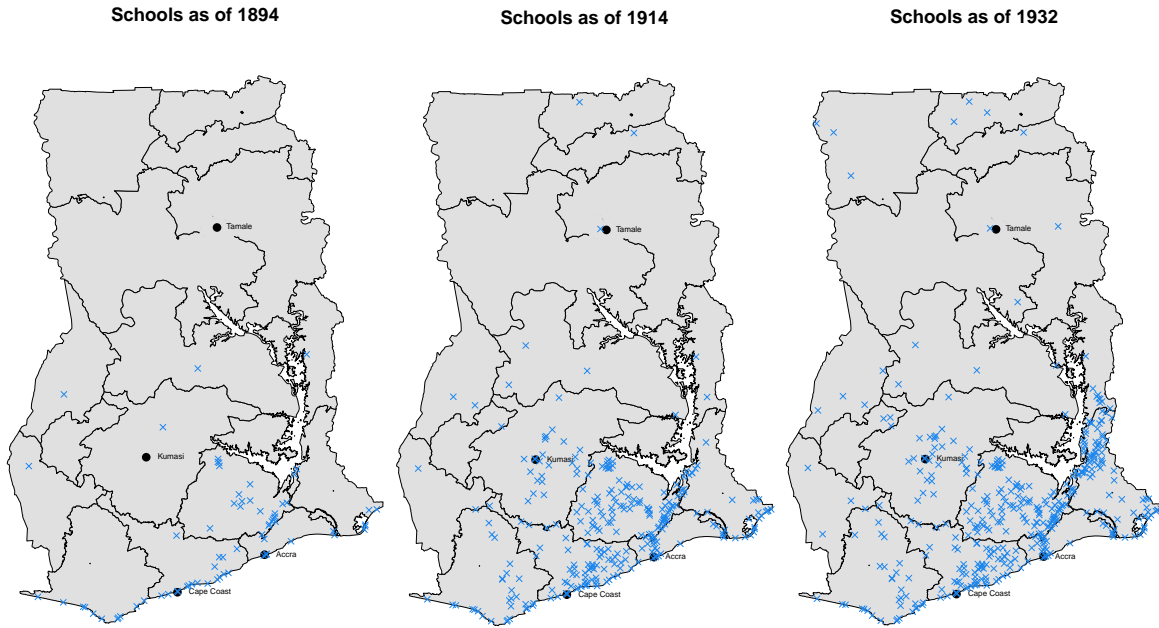 Schools as of 1894
Schools as of 1914
Schools as of 1932
Tamale
Tamale
Tamale
Kumasi
Kumasi
Kumasi
Accra
Accra
Accra
Cape Coast
Cape Coast
Cape Coast